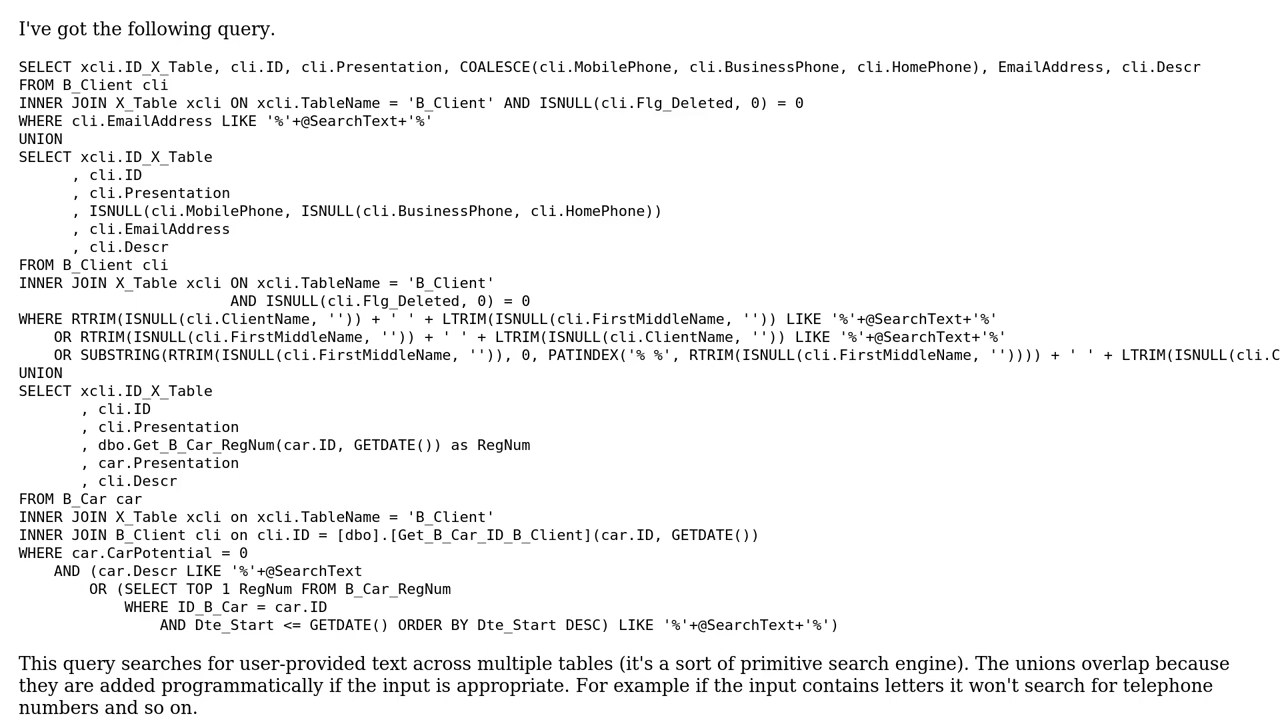 I've got the following query.
SELECT xcli.ID_X_Table, cli.ID, cli.Presentation, COALESCE(cli.MobilePhone, cli.BusinessPhone, cli.HomePhone), EmailAddress, cli.Descr
FROM B_Client cli
INNER JOIN X_Table xcli ON xcli.TableName = 'B_Client' AND ISNULL(cli.Flg_Deleted, 0) = 0
WHERE cli.EmailAddress LIKE '%'+@SearchText+'%'
UNION
SELECT xcli.ID_X_Table
      , cli.ID
      , cli.Presentation
      , ISNULL(cli.MobilePhone, ISNULL(cli.BusinessPhone, cli.HomePhone))
      , cli.EmailAddress
      , cli.Descr
FROM B_Client cli
INNER JOIN X_Table xcli ON xcli.TableName = 'B_Client'
                        AND ISNULL(cli.Flg_Deleted, 0) = 0
WHERE RTRIM(ISNULL(cli.ClientName, '')) + ' ' + LTRIM(ISNULL(cli.FirstMiddleName, '')) LIKE '%'+@SearchText+'%'
    OR RTRIM(ISNULL(cli.FirstMiddleName, '')) + ' ' + LTRIM(ISNULL(cli.ClientName, '')) LIKE '%'+@SearchText+'%'
    OR SUBSTRING(RTRIM(ISNULL(cli.FirstMiddleName, '')), 0, PATINDEX('% %', RTRIM(ISNULL(cli.FirstMiddleName, '')))) + ' ' + LTRIM(ISNULL(cli.C
UNION
SELECT xcli.ID_X_Table
       , cli.ID
       , cli.Presentation
       , dbo.Get_B_Car_RegNum(car.ID, GETDATE()) as RegNum
       , car.Presentation
       , cli.Descr
FROM B_Car car
INNER JOIN X_Table xcli on xcli.TableName = 'B_Client'
INNER JOIN B_Client cli on cli.ID = [dbo].[Get_B_Car_ID_B_Client](car.ID, GETDATE())
WHERE car.CarPotential = 0
    AND (car.Descr LIKE '%'+@SearchText
        OR (SELECT TOP 1 RegNum FROM B_Car_RegNum
            WHERE ID_B_Car = car.ID
                AND Dte_Start <= GETDATE() ORDER BY Dte_Start DESC) LIKE '%'+@SearchText+'%')
This query searches for user-provided text across multiple tables (it's a sort of primitive search engine). The unions overlap because
they are added programmatically if the input is appropriate. For example if the input contains letters it won't search for telephone
numbers and so on.